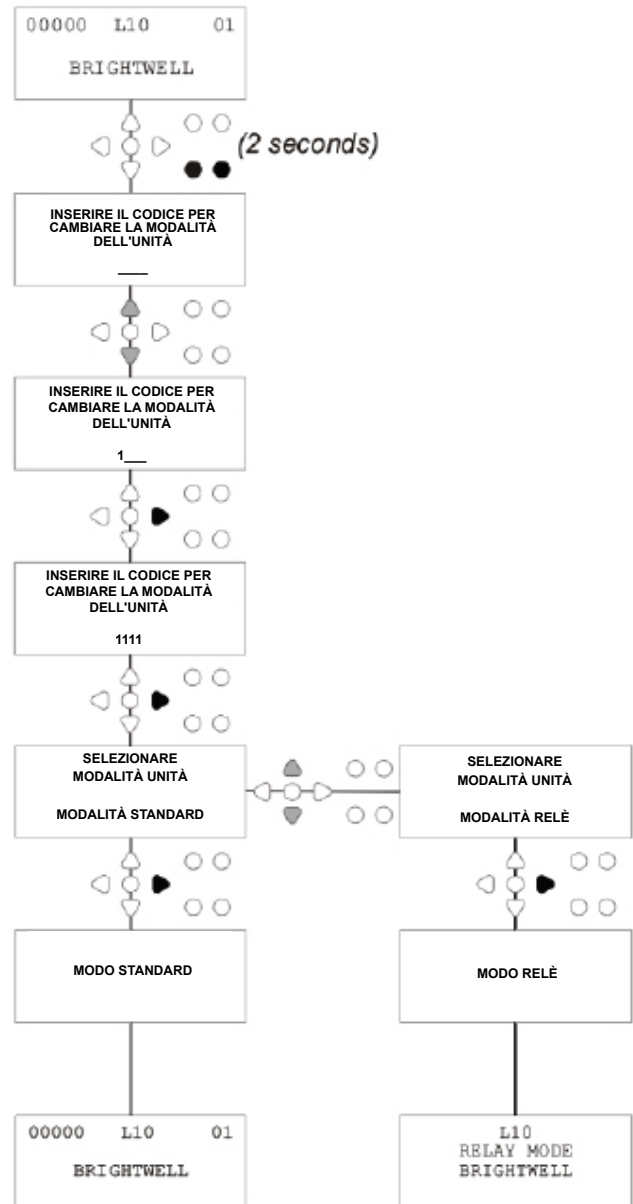 00000 L10 01
BRIGHTWELL
(2 seconds)
INSERIRE IL CODICE PER
CAMBIARE LA MODALITÀ
DELL'UNITÀ
____
INSERIRE IL CODICE PER
CAMBIARE LA MODALITÀ
DELL'UNITÀ
1___
INSERIRE IL CODICE PER
CAMBIARE LA MODALITÀ
DELL'UNITÀ
1111
SELEZIONARE
MODALITÀ UNITÀ
MODALITÀ STANDARD
SELEZIONARE
MODALITÀ UNITÀ
MODALITÀ RELÈ
MODO STANDARD
MODO RELÈ
00000 L10 01
BRIGHTWELL
L10
RELAY MODE
BRIGHTWELL